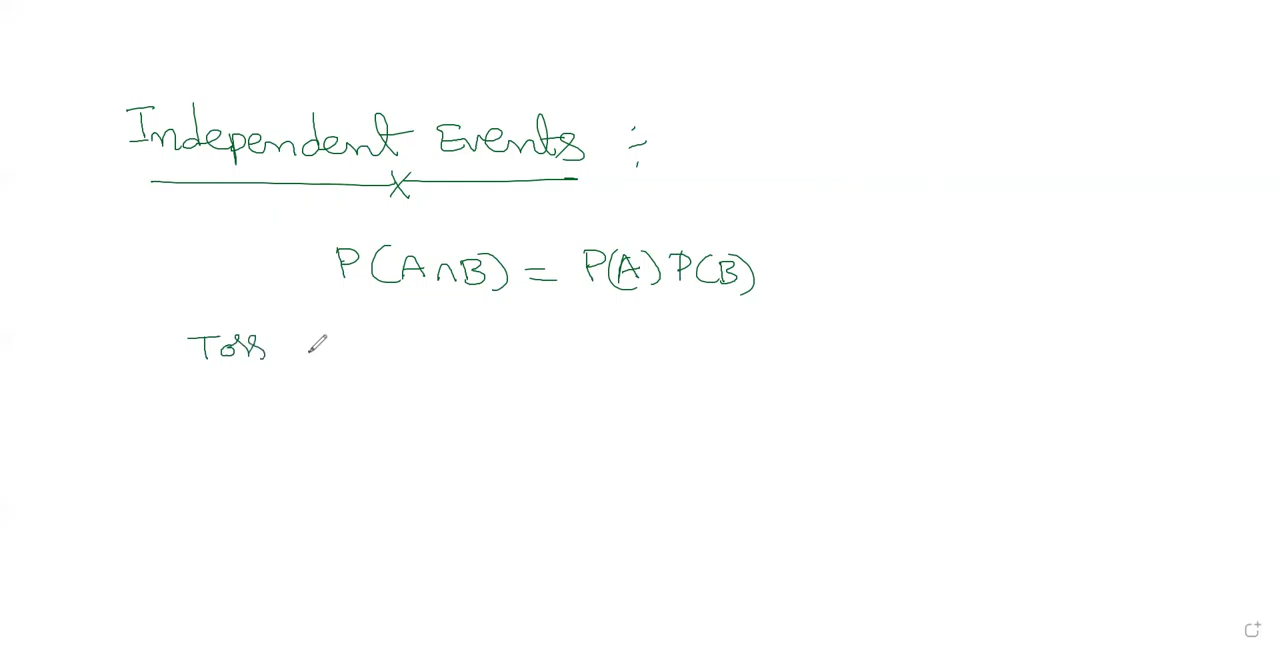 Independent Events :
P(A∩B) = P(A) P(B)
Toss